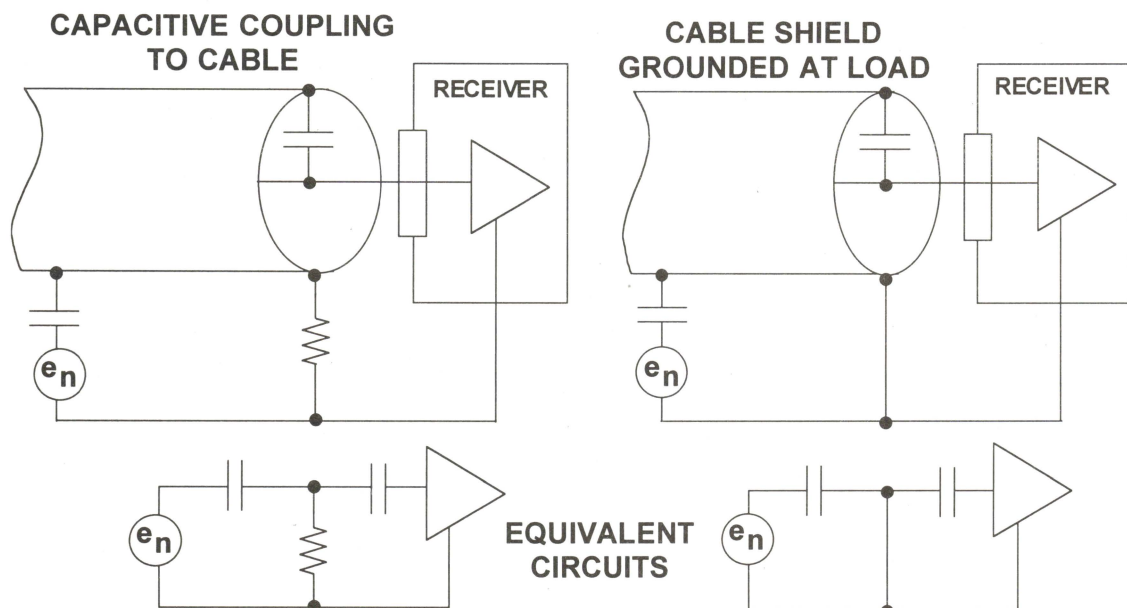 CAPACITIVE COUPLING
TO CABLE
RECEIVER
en
CABLE SHIELD
GROUNDED AT LOAD
RECEIVER
en
en
EQUIVALENT
CIRCUITS
en